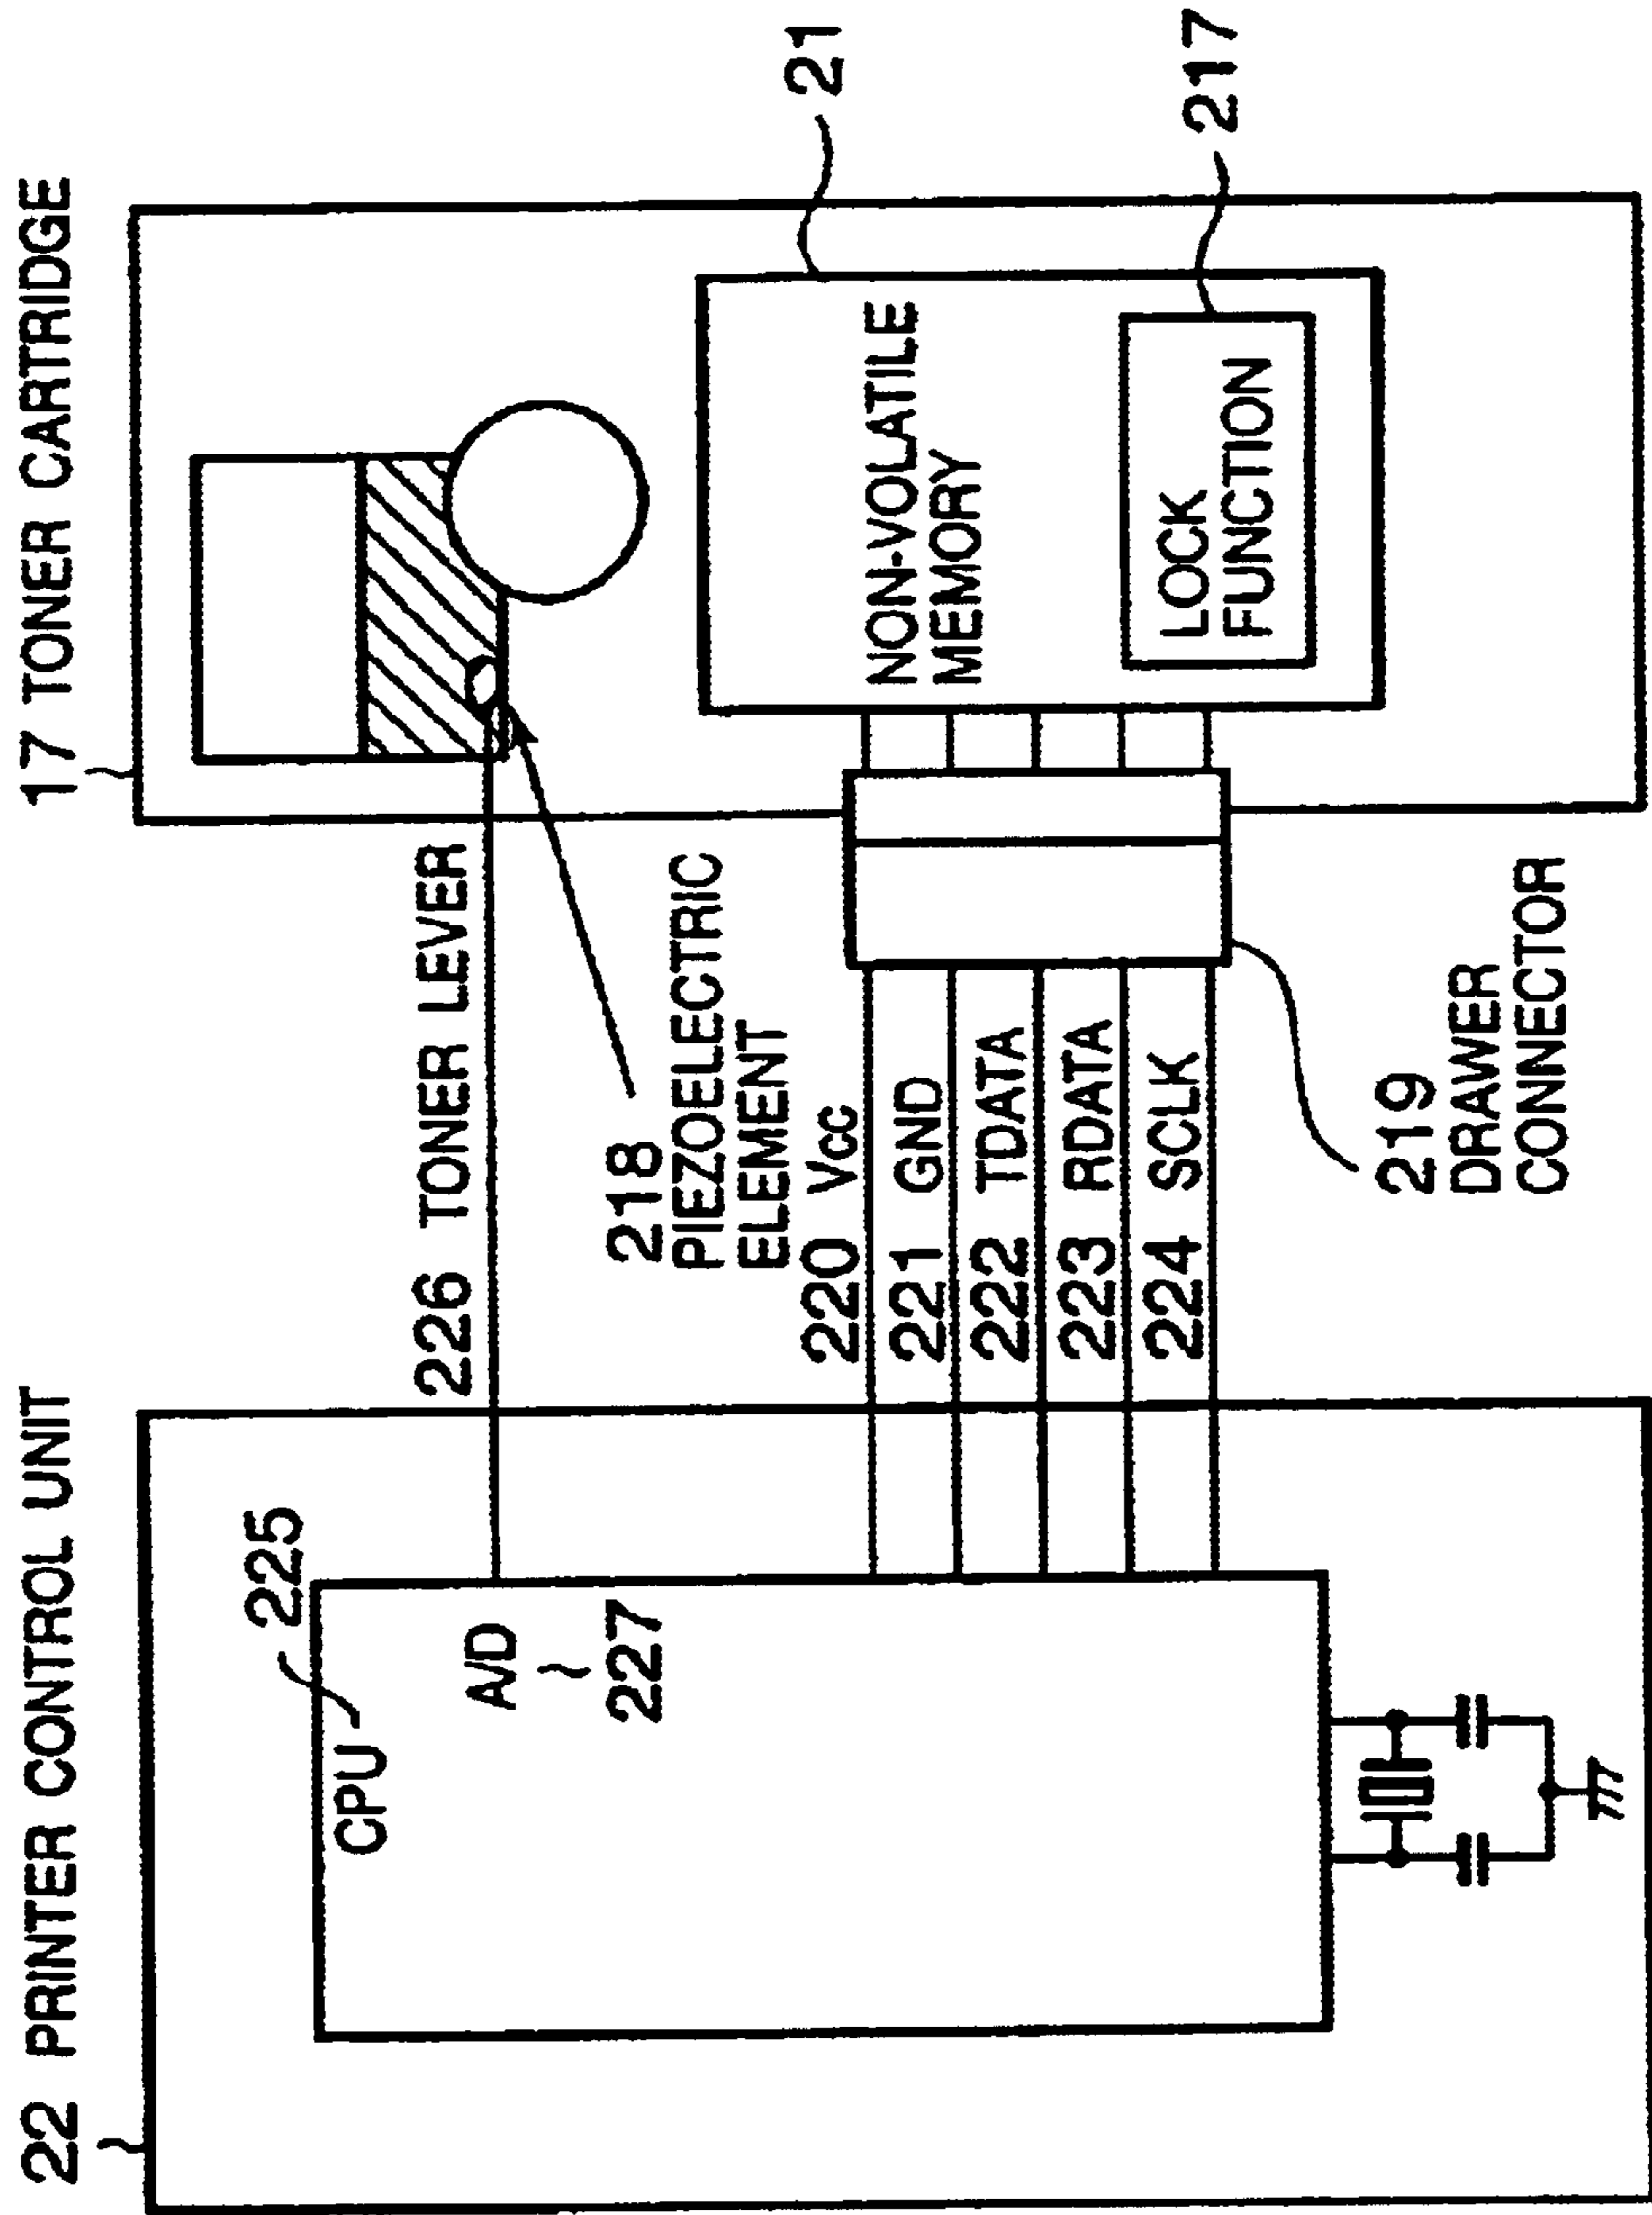 22 PRINTER CONTROL UNIT
17 TONER CARTRIDGE
225
CPU
A/D
227
226 TONER LEVER
218
PIEZOELECTRIC
ELEMENT
220 Vcc
221 GND
222 TDATA
223 RDATA
224 SCLK
219
DRAWER
CONNECTOR
NON-VOLATILE
MEMORY
LOCK
FUNCTION
21
217